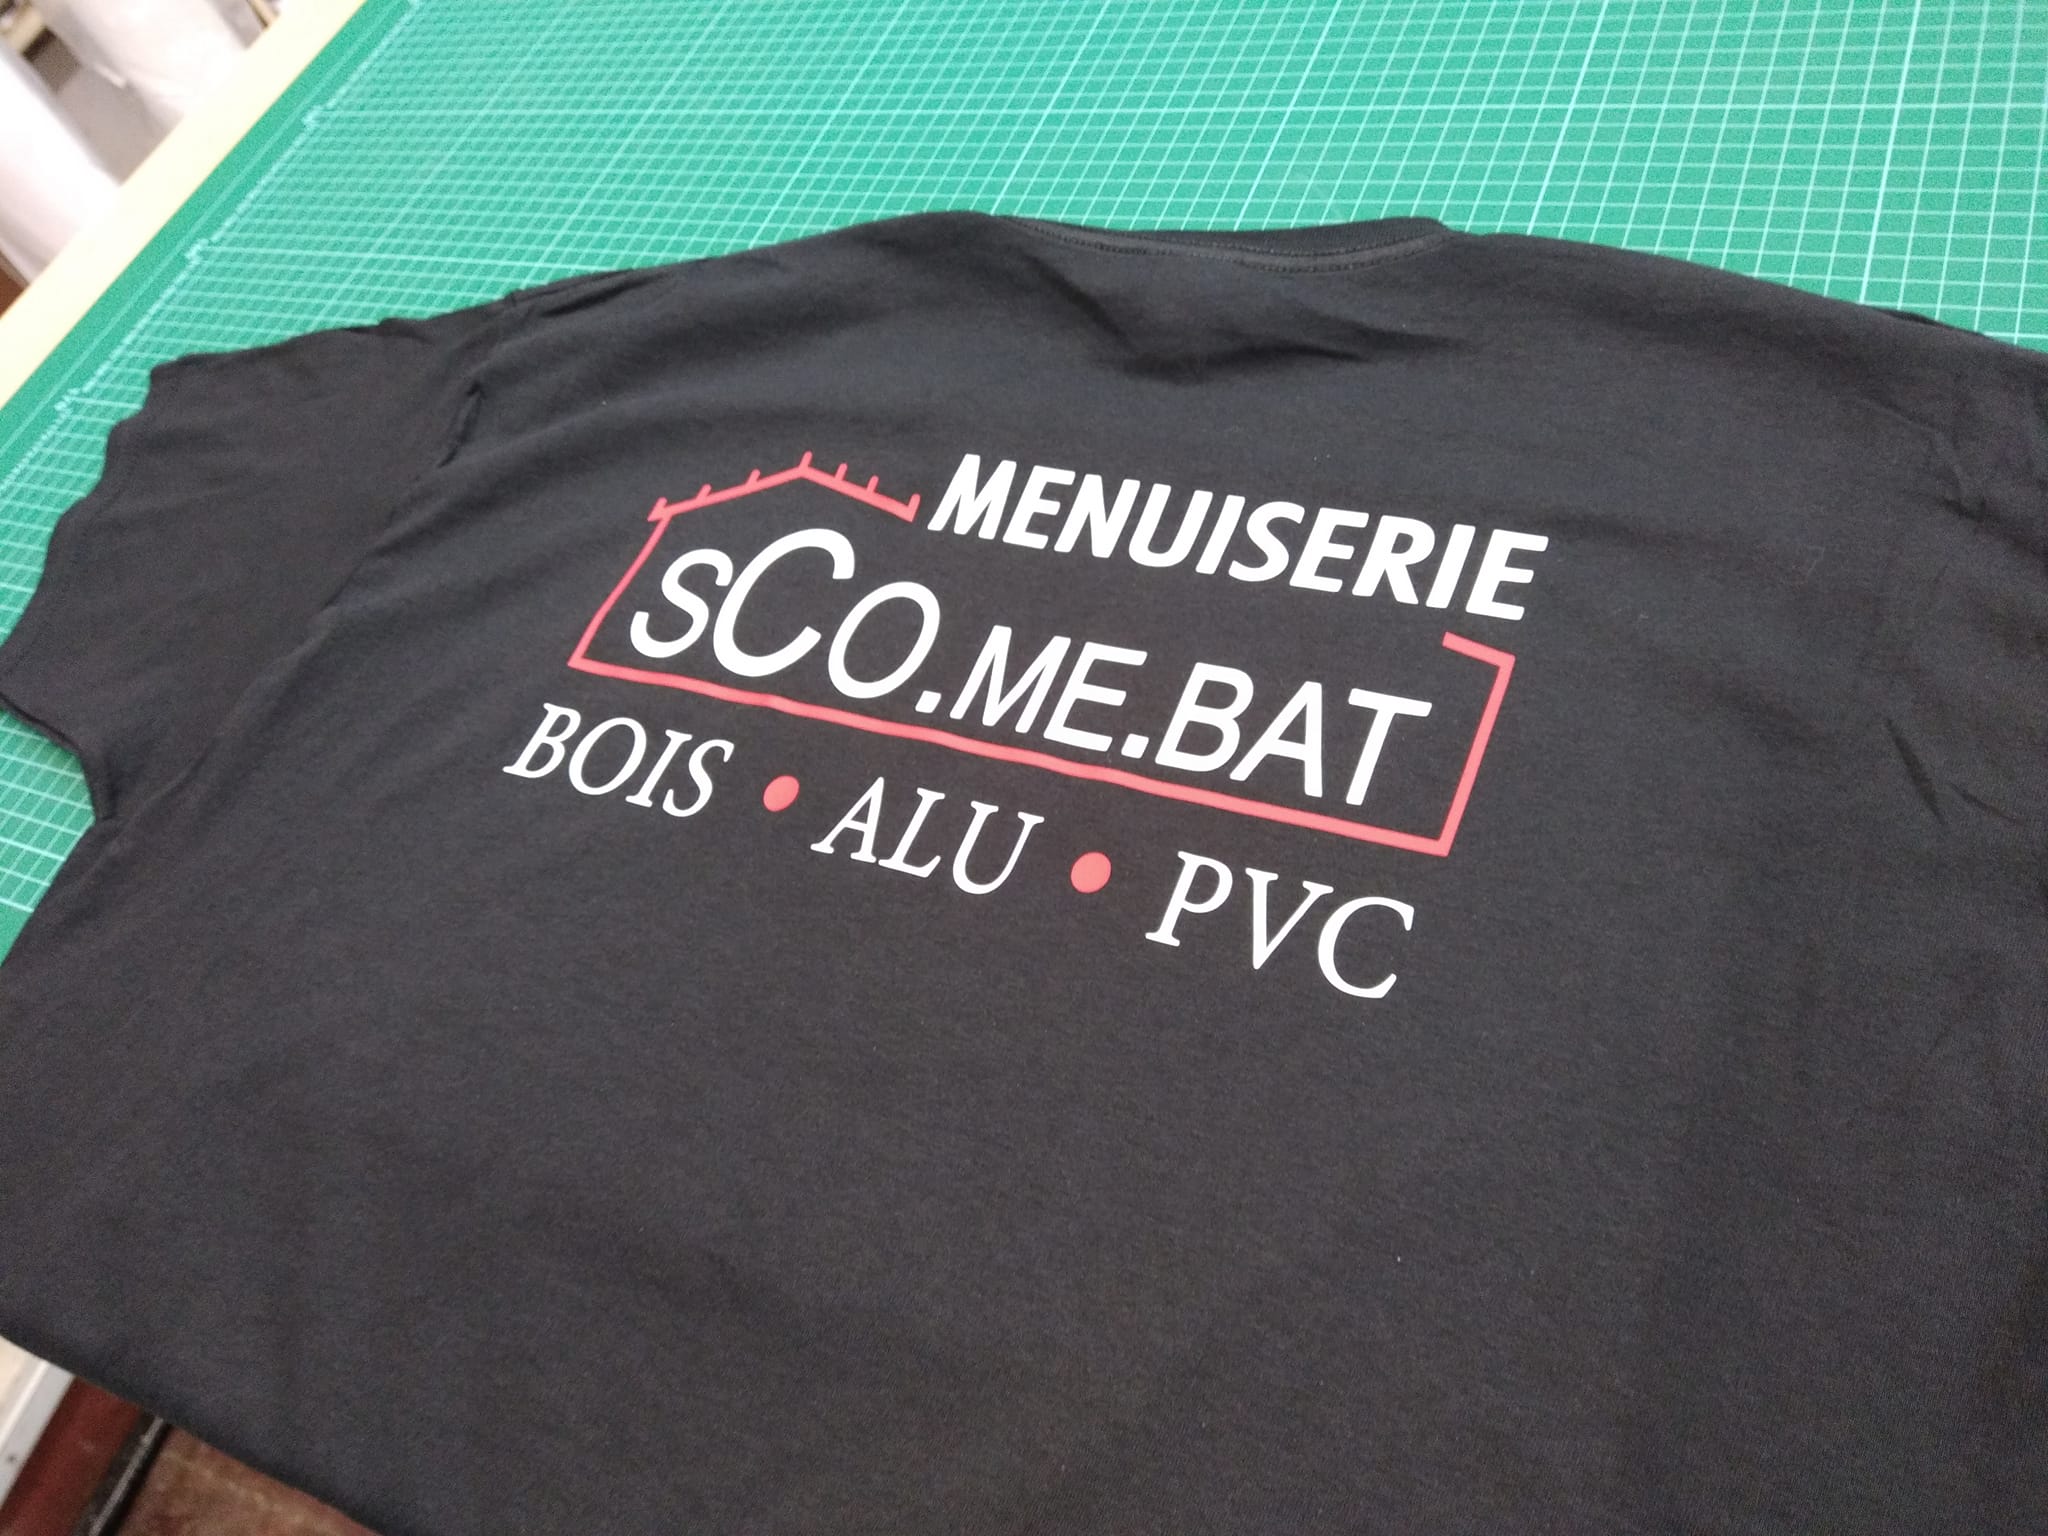 MENUISERIE
sCO.ME.BAT
BOIS • ALU • PVC